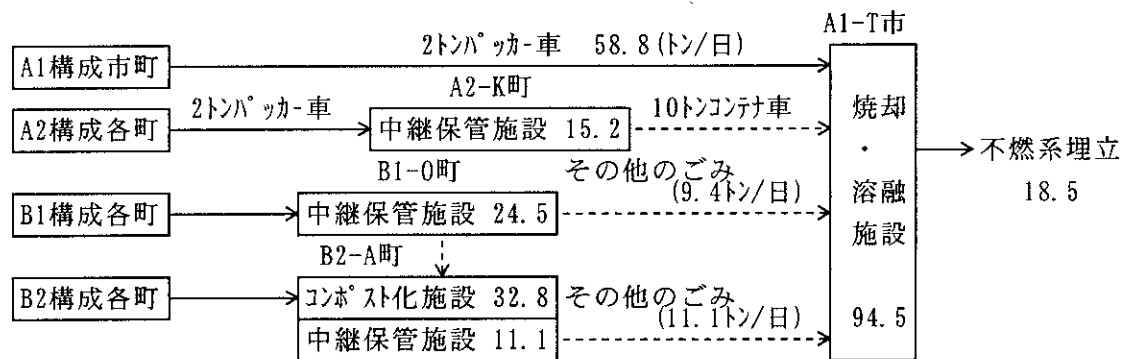 A1-T市
2トンパッカー車 58.8(トン/日)
A1構成市町
A2-K町
2トンパッカー車
10トンコンテナ車
焼却
A2構成各町
中継保管施設 15.2
・
不燃系埋立
B1-O町
その他のごみ
(9.4トン/日)
溶融
18.5
B1構成各町
中継保管施設 24.5
施設
B2-A町
B2構成各町
コンポスト化施設 32.8
その他のごみ
(11.1トン/日)
94.5
中継保管施設 11.1